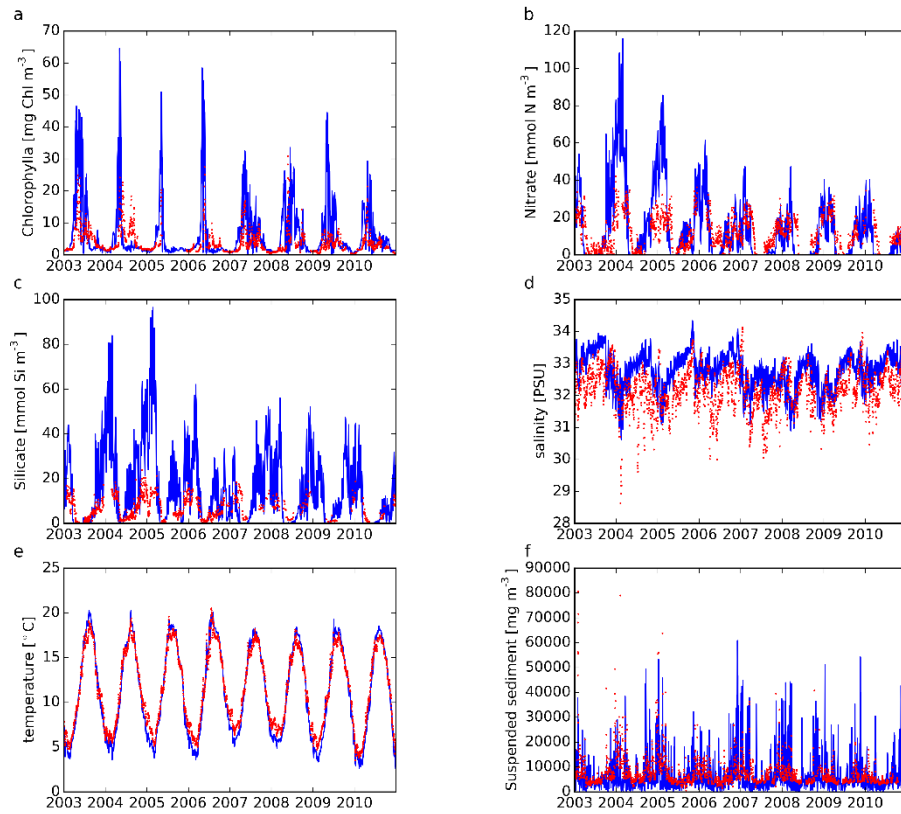 a
Chlorophylla [mg Chl m⁻³ ]
70
60
50
40
30
20
10
0
2003 2004 2005 2006 2007 2008 2009 2010
b
Nitrate [mmol N m⁻³ ]
120
100
80
60
40
20
0
2003 2004 2005 2006 2007 2008 2009 2010
c
Silicate [mmol Si m⁻³ ]
100
80
60
40
20
0
2003 2004 2005 2006 2007 2008 2009 2010
d
salinity [PSU]
35
34
33
32
31
30
29
28
2003 2004 2005 2006 2007 2008 2009 2010
e
temperature [ ° C]
25
20
15
10
5
0
2003 2004 2005 2006 2007 2008 2009 2010
f
Suspended sediment [mg m⁻³ ]
90000
80000
70000
60000
50000
40000
30000
20000
10000
0
2003 2004 2005 2006 2007 2008 2009 2010